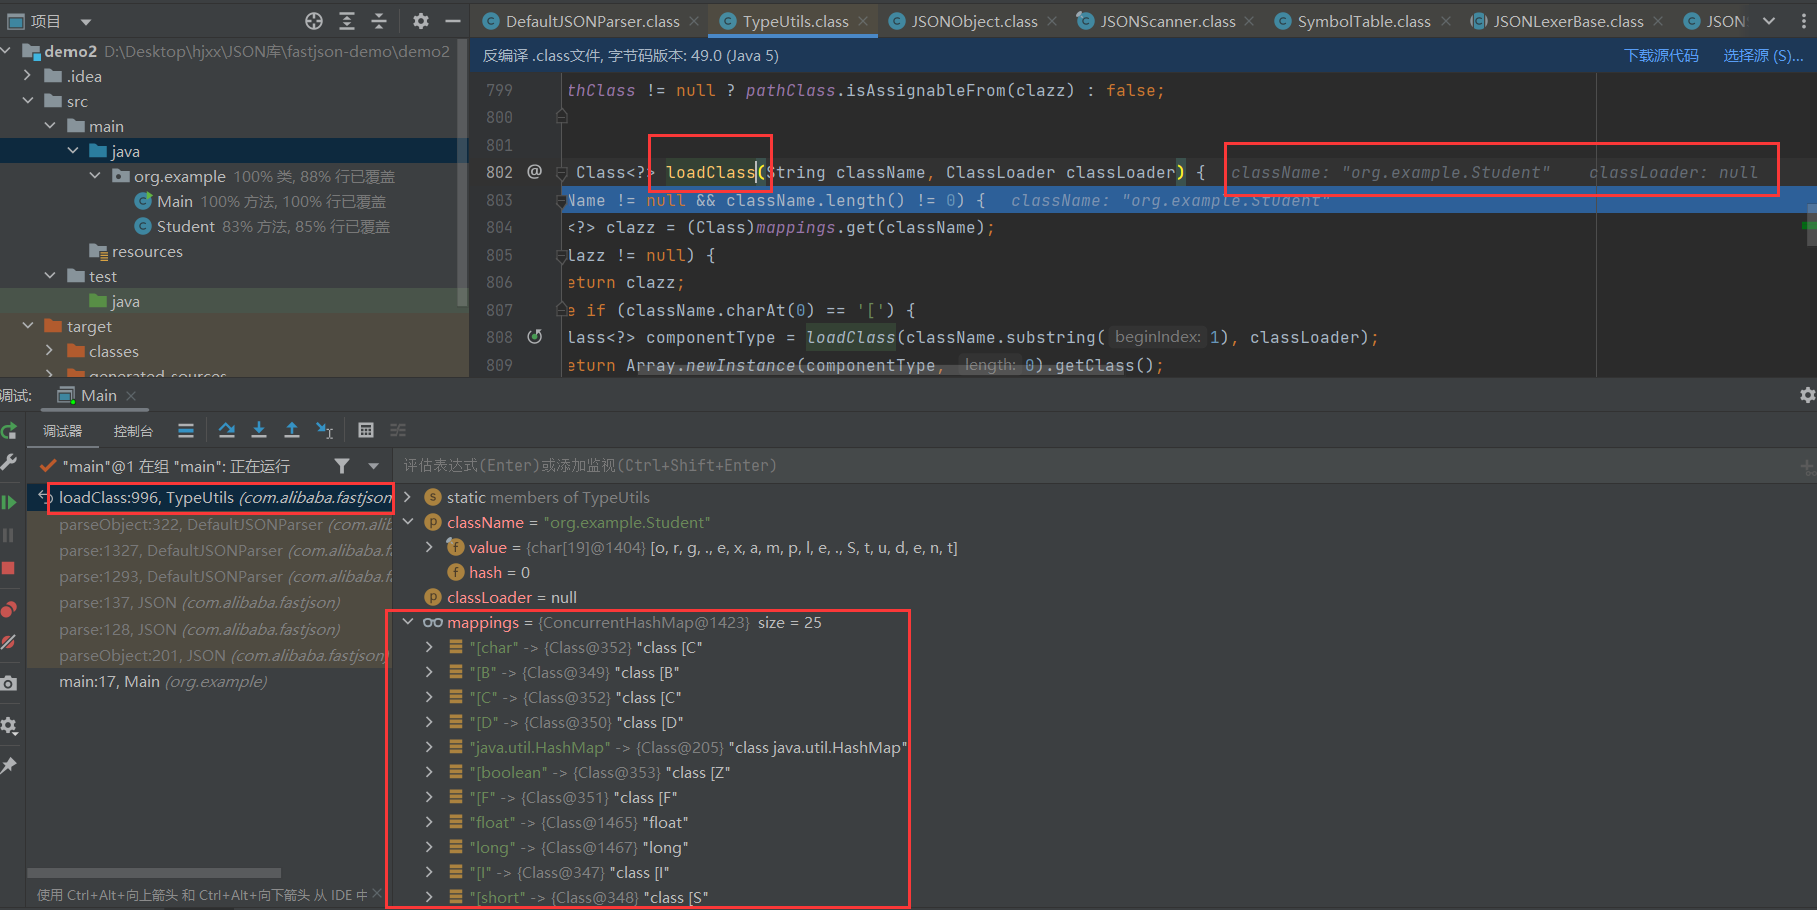 项目
DefaultJSONParser.class
TypeUtils.class
JSONObject.class
JSONScanner.class
SymbolTable.class
JSONLexerBase.class
JSON
demo2 D:\Desktop\hjxx\JSON库\fastjson-demo\demo2
.idea
src
main
java
org.example 100% 类, 88% 行已覆盖
Main 100% 方法, 100% 行已覆盖
Student 83% 方法, 85% 行已覆盖
resources
test
java
target
classes
generated-sources
反编译 .class文件, 字节码版本: 49.0 (Java 5)
下载源代码
选择源 (S)...
799 thClass != null ? pathClass.isAssignableFrom(clazz) : false;
800
801
802 @ Class<?> loadClass(String className, ClassLoader classLoader) { className: "org.example.Student" classLoader: null
803 Name != null && className.length() != 0) { className: "org.example.Student"
804 <?> clazz = (Class)mappings.get(className);
805 lazz != null) {
806 eturn clazz;
807 e if (className.charAt(0) == '[') {
808 lass<?> componentType = loadClass(className.substring( beginIndex: 1), classLoader);
809 eturn Array.newInstance(componentType, length: 0).getClass();
调试:
Main
调试器
控制台
"main"@1 在组 "main": 正在运行
loadClass:996, TypeUtils (com.alibaba.fastjson
parseObject:322, DefaultJSONParser (com.alib
parse:1327, DefaultJSONParser (com.alibaba.f
parse:1293, DefaultJSONParser (com.alibaba.f
parse:137, JSON (com.alibaba.fastjson)
parse:128, JSON (com.alibaba.fastjson)
parseObject:201, JSON (com.alibaba.fastjson)
main:17, Main (org.example)
使用 Ctrl+Alt+向上箭头 和 Ctrl+Alt+向下箭头 从 IDE 中
评估表达式(Enter)或添加监视(Ctrl+Shift+Enter)
static members of TypeUtils
className = "org.example.Student"
value = {char[19]@1404} [o, r, g, ., e, x, a, m, p, l, e, ., S, t, u, d, e, n, t]
hash = 0
classLoader = null
mappings = {ConcurrentHashMap@1423} size = 25
"[char" -> {Class@352} "class [C"
"[B" -> {Class@349} "class [B"
"[C" -> {Class@352} "class [C"
"[D" -> {Class@350} "class [D"
"java.util.HashMap" -> {Class@205} "class java.util.HashMap"
"[boolean" -> {Class@353} "class [Z"
"[F" -> {Class@351} "class [F"
"float" -> {Class@1465} "float"
"long" -> {Class@1467} "long"
"[I" -> {Class@347} "class [I"
"[short" -> {Class@348} "class [S"